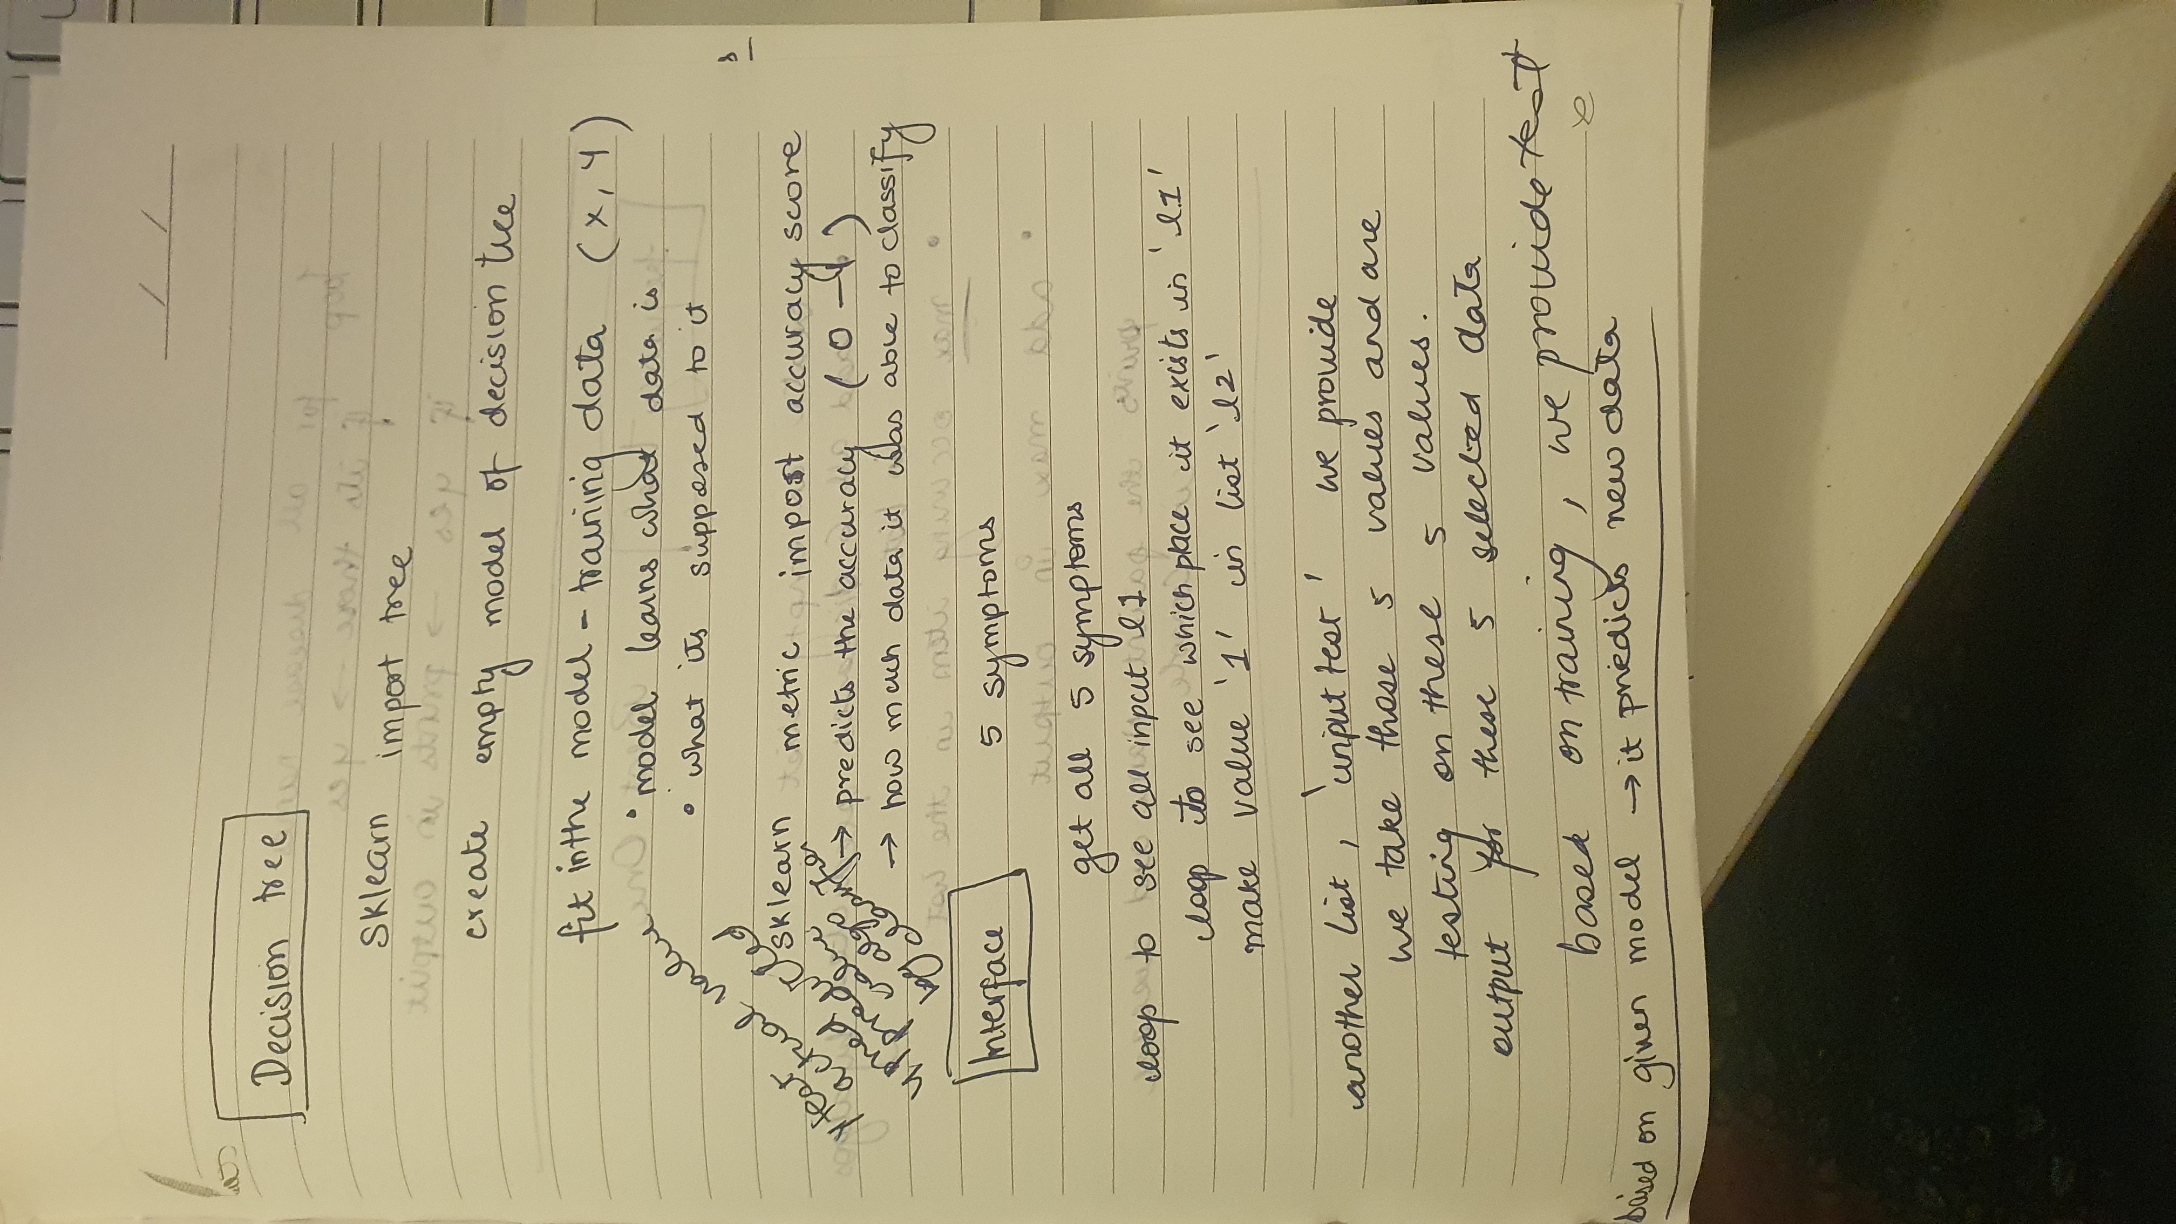 Decision tree
Sklearn import tree
create empty model of decision tree
fit in the model - training data (x, y)
• model learns what data is
• what its supposed to it
sklearn metric import accuracy score
→ predicts the accuracy (0-1)
→ how much data it was able to classify
Interface 5 symptoms
get all 5 symptoms
loop to see all input l1
loop to see which place it exists in 'l1'
make value '1' in list 'l2'
another list, 'input test' we provide
we take these 5 values and are
testing on these 5 values.
output for these 5 selected data
based on training, we provide test
based on given model → it predicts new data